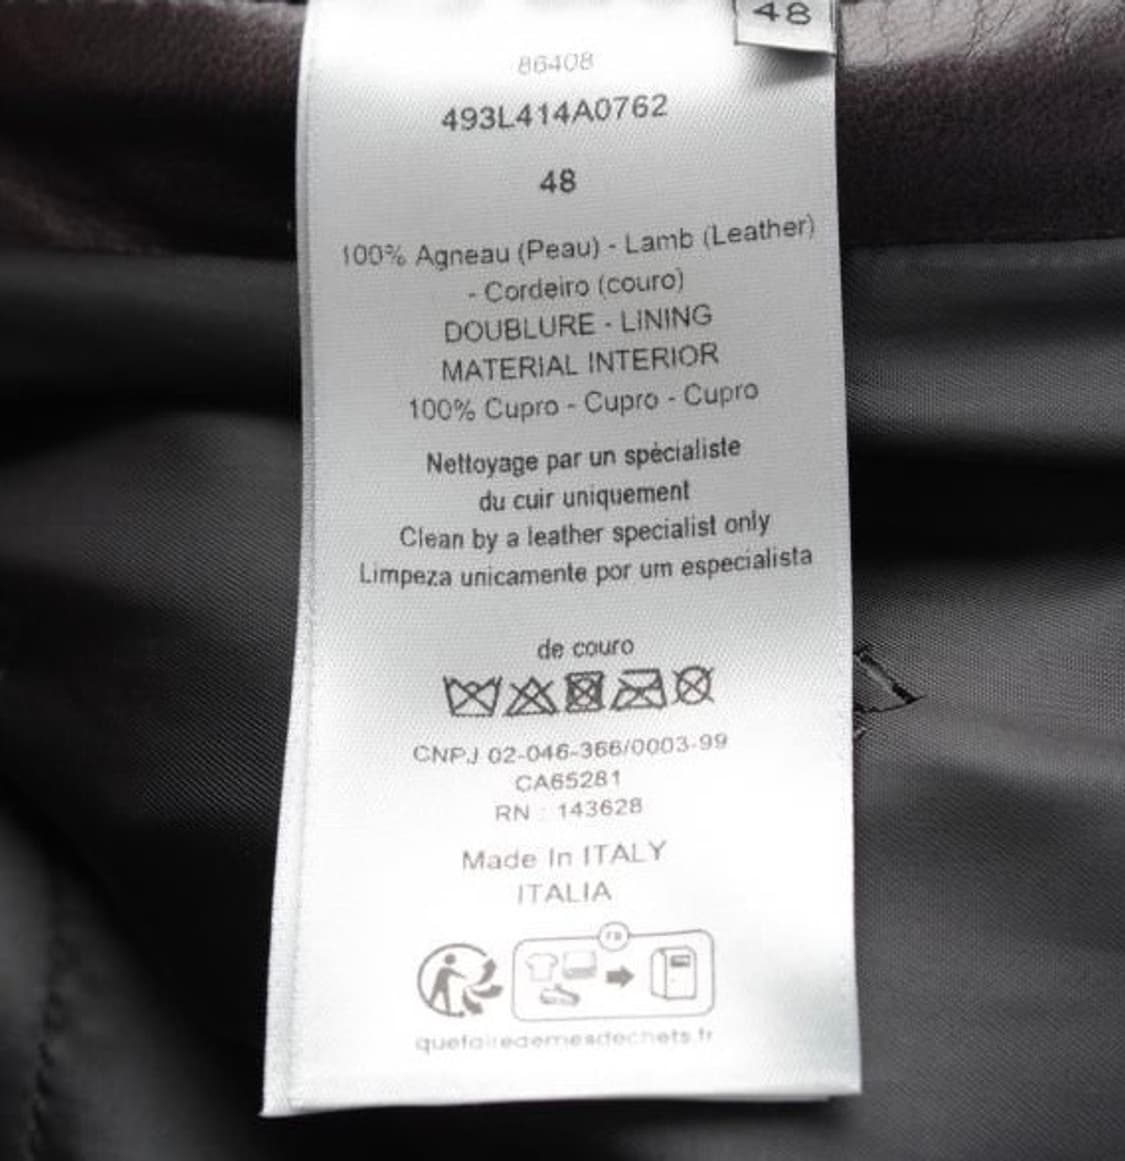 48
86408
493L414A0762
48
100% Agneau (Peau) - Lamb (Leather)
- Cordeiro (couro)
DOUBLURE - LINING
MATERIAL INTERIOR
100% Cupro - Cupro - Cupro
Nettoyage par un spècialiste
du cuir uniquement
Clean by a leather specialist only
Limpeza unicamente por um especialista
de couro
CNPJ 02-046-366/0003-99
CA65281
RN : 143628
Made In ITALY
ITALIA
FR
quefairedemesdechets.fr